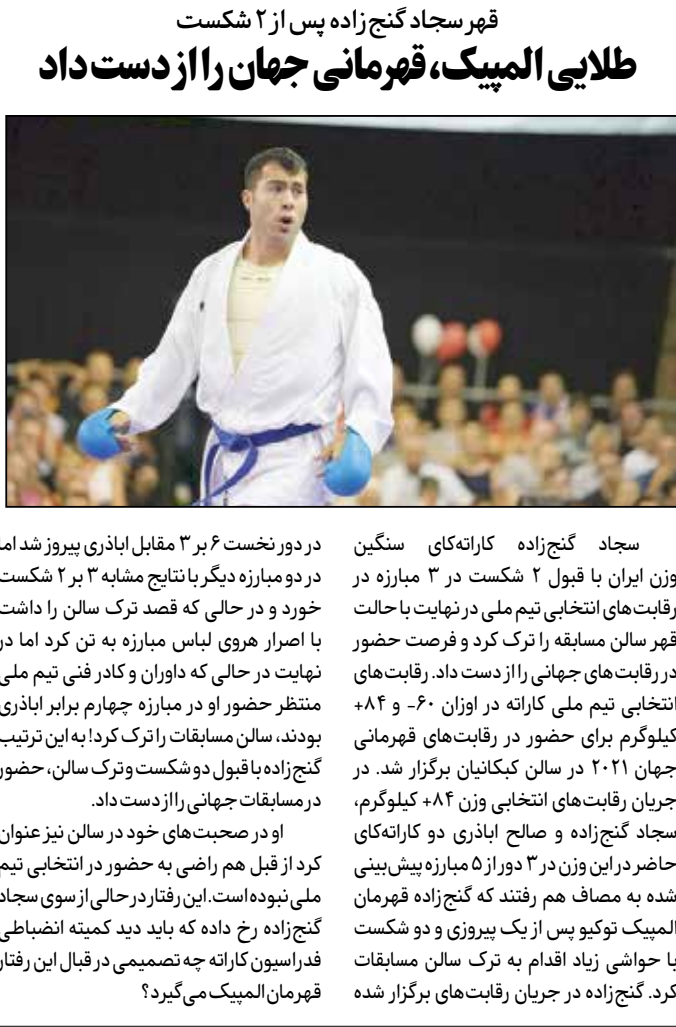 قهر سجاد گنج‌زاده پس از ۲ شکست
طلایی المپیک، قهرمانی جهان را از دست داد
سجاد گنج‌زاده کاراته‌کای سنگین
وزن ایران با قبول ۲ شکست در ۳ مبارزه در
رقابت‌های انتخابی تیم ملی در نهایت با حالت
قهر سالن مسابقه را ترک کرد و فرصت حضور
در رقابت‌های جهانی را از دست داد. رقابت‌های
انتخابی تیم ملی کاراته در اوزان ۶۰- و ۸۴+
کیلوگرم برای حضور در رقابت‌های قهرمانی
جهان ۲۰۲۱ در سالن کبکانیان برگزار شد. در
جریان رقابت‌های انتخابی وزن ۸۴+ کیلوگرم،
سجاد گنج‌زاده و صالح اباذری دو کاراته‌کای
حاضر در این وزن در ۳ دور از ۵ مبارزه پیش‌بینی
شده به مصاف هم رفتند که گنج‌زاده قهرمان
المپیک توکیو پس از یک پیروزی و دو شکست
با حواشی زیاد اقدام به ترک سالن مسابقات
کرد. گنج‌زاده در جریان رقابت‌های برگزار شده
در دور نخست ۶ بر ۳ مقابل اباذری پیروز شد اما
در دو مبارزه دیگر با نتایج مشابه ۳ بر ۲ شکست
خورد و در حالی که قصد ترک سالن را داشت
با اصرار هروی لباس مبارزه به تن کرد اما در
نهایت در حالی که داوران و کادر فنی تیم ملی
منتظر حضور او در مبارزه چهارم برابر اباذری
بودند، سالن مسابقات را ترک کرد! به این ترتیب
گنج‌زاده با قبول دو شکست و ترک سالن، حضور
در مسابقات جهانی را از دست داد.
او در صحبت‌های خود در سالن نیز عنوان
کرد از قبل هم راضی به حضور در انتخابی تیم
ملی نبوده است. این رفتار در حالی از سوی سجاد
گنج‌زاده رخ داده که باید دید کمیته انضباطی
فدراسیون کاراته چه تصمیمی در قبال این رفتار
قهرمان المپیک می‌گیرد؟